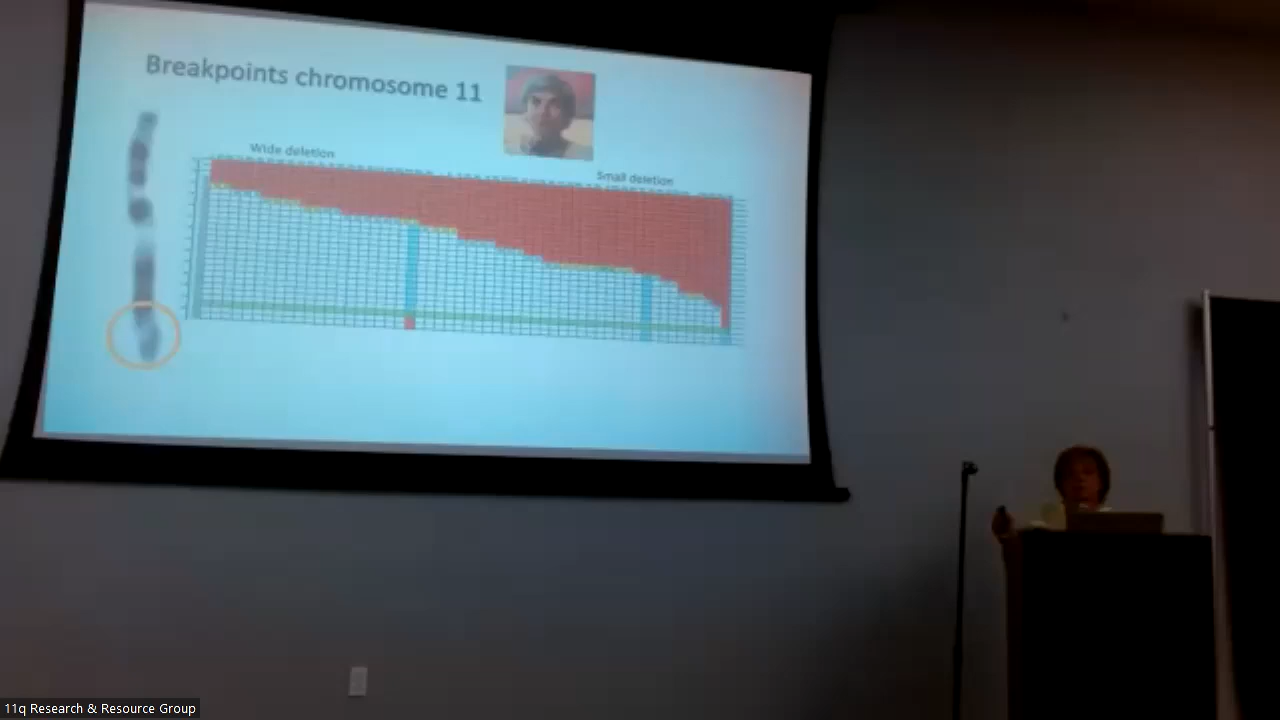 Breakpoints chromosome 11
Wide deletion
Small deletion
11q Research & Resource Group